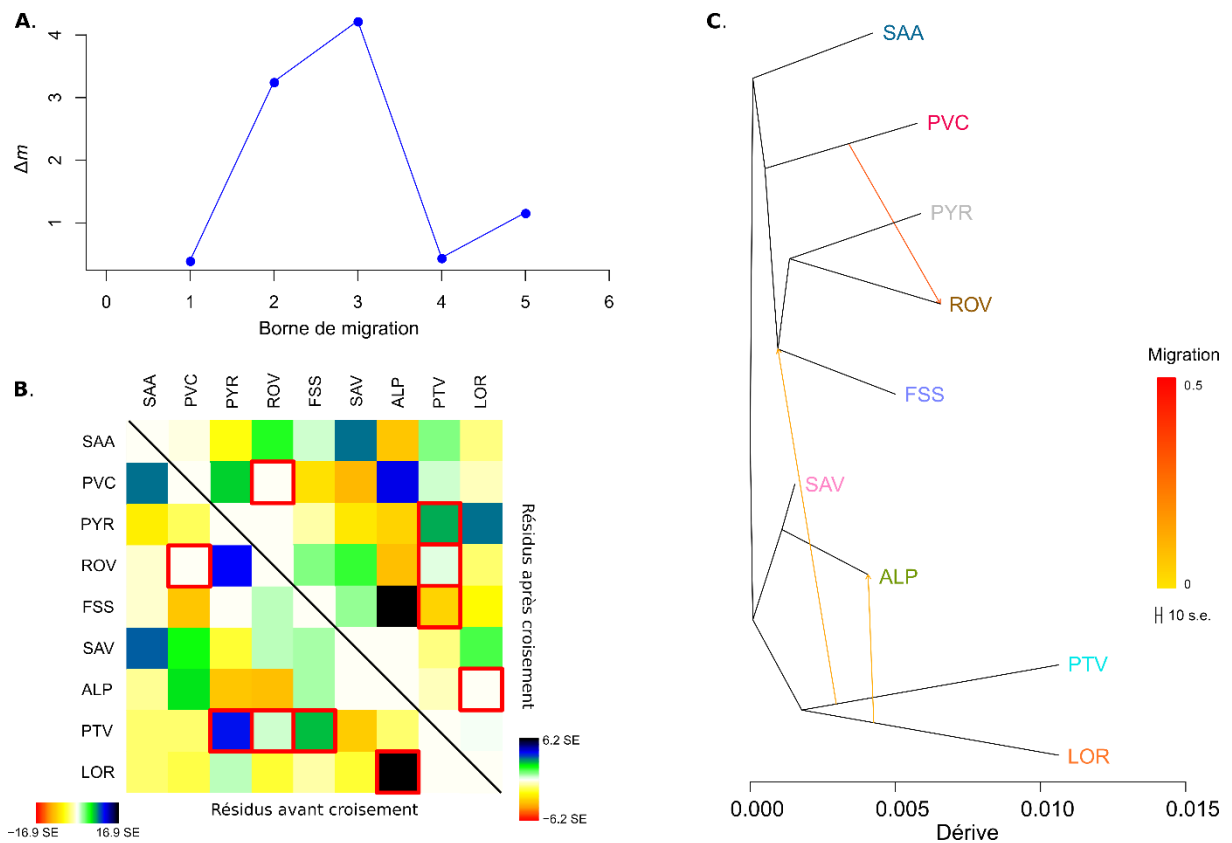 A.
Δm
4
3
2
1
0 1 2 3 4 5 6
Borne de migration
B.
SAA PVC PYR ROV FSS SAV ALP PTV LOR
SAA
PVC
PYR
ROV
FSS
SAV
ALP
PTV
LOR
Résidus après croisement
Résidus avant croisement
−16.9 SE 16.9 SE
6.2 SE
−6.2 SE
C.
SAA
PVC
PYR
ROV
FSS
SAV
ALP
PTV
LOR
Migration
0.5
0
10 s.e.
0.000 0.005 0.010 0.015
Dérive